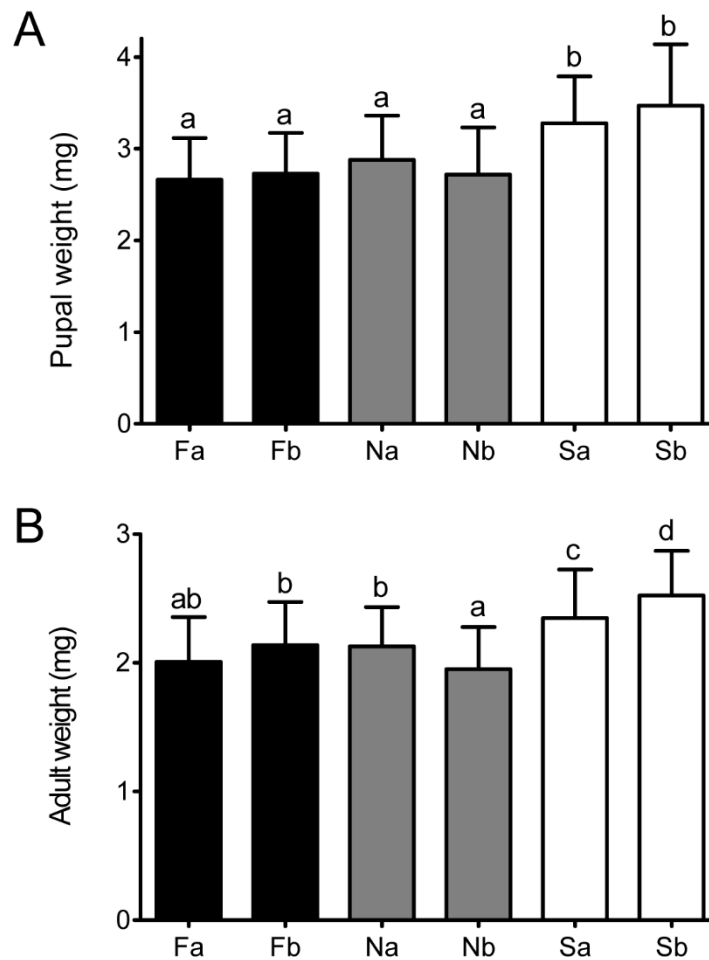 A
Pupal weight (mg)
4
3
2
1
0
a a a a b b
Fa Fb Na Nb Sa Sb
B
Adult weight (mg)
3
2
1
0
ab b b a c d
Fa Fb Na Nb Sa Sb